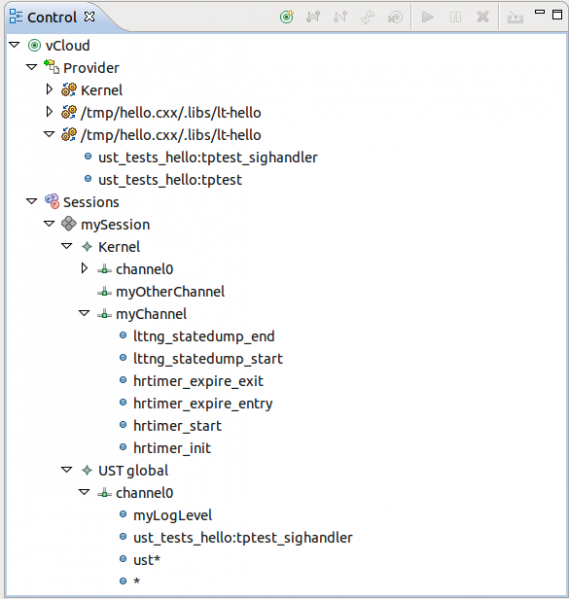 Control
vCloud
Provider
Kernel
/tmp/hello.cxx/.libs/lt-hello
/tmp/hello.cxx/.libs/lt-hello
ust_tests_hello:tptest_sighandler
ust_tests_hello:tptest
Sessions
mySession
Kernel
channel0
myOtherChannel
myChannel
lttng_statedump_end
lttng_statedump_start
hrtimer_expire_exit
hrtimer_expire_entry
hrtimer_start
hrtimer_init
UST global
channel0
myLogLevel
ust_tests_hello:tptest_sighandler
ust*
*